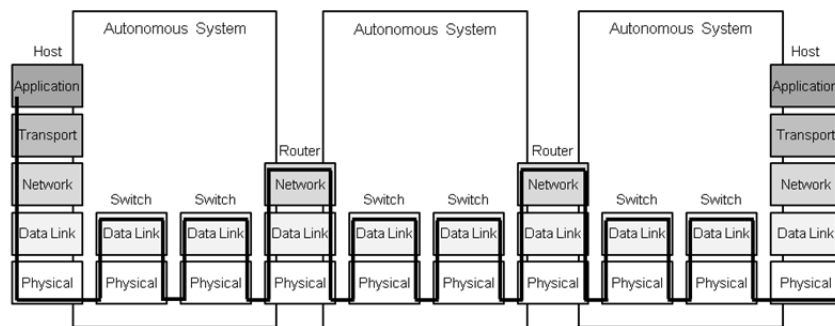 Autonomous System Autonomous System Autonomous System
Host Host
Application Application
Transport Transport
Router Router
Network Network Network Network
Switch Switch Switch Switch Switch Switch
Data Link Data Link Data Link Data Link Data Link Data Link Data Link Data Link Data Link Data Link
Physical Physical Physical Physical Physical Physical Physical Physical Physical Physical